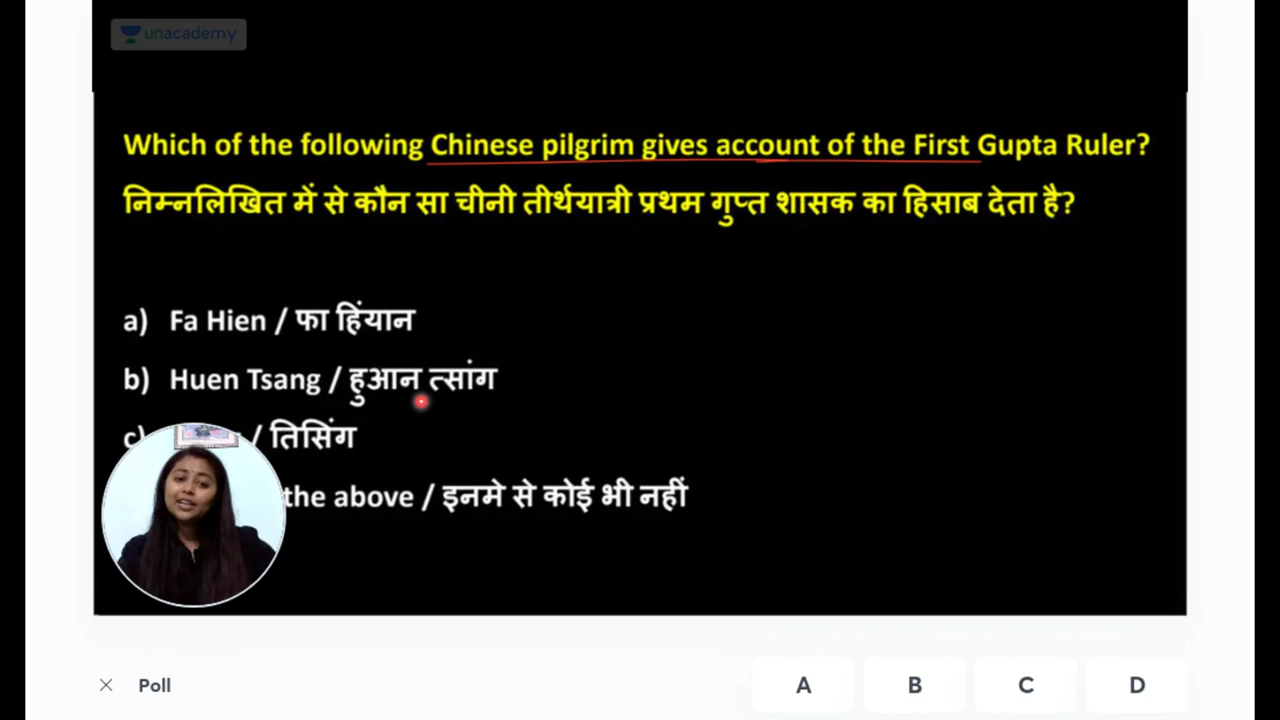 unacademy
Which of the following Chinese pilgrim gives account of the First Gupta Ruler?
निम्नलिखित में से कौन सा चीनी तीर्थयात्री प्रथम गुप्त शासक का हिसाब देता है?
a) Fa Hien / फा हिंयान
b) Huen Tsang / हुआन त्सांग
c) / तिसिंग
the above / इनमे से कोई भी नहीं
Poll
A
B
C
D